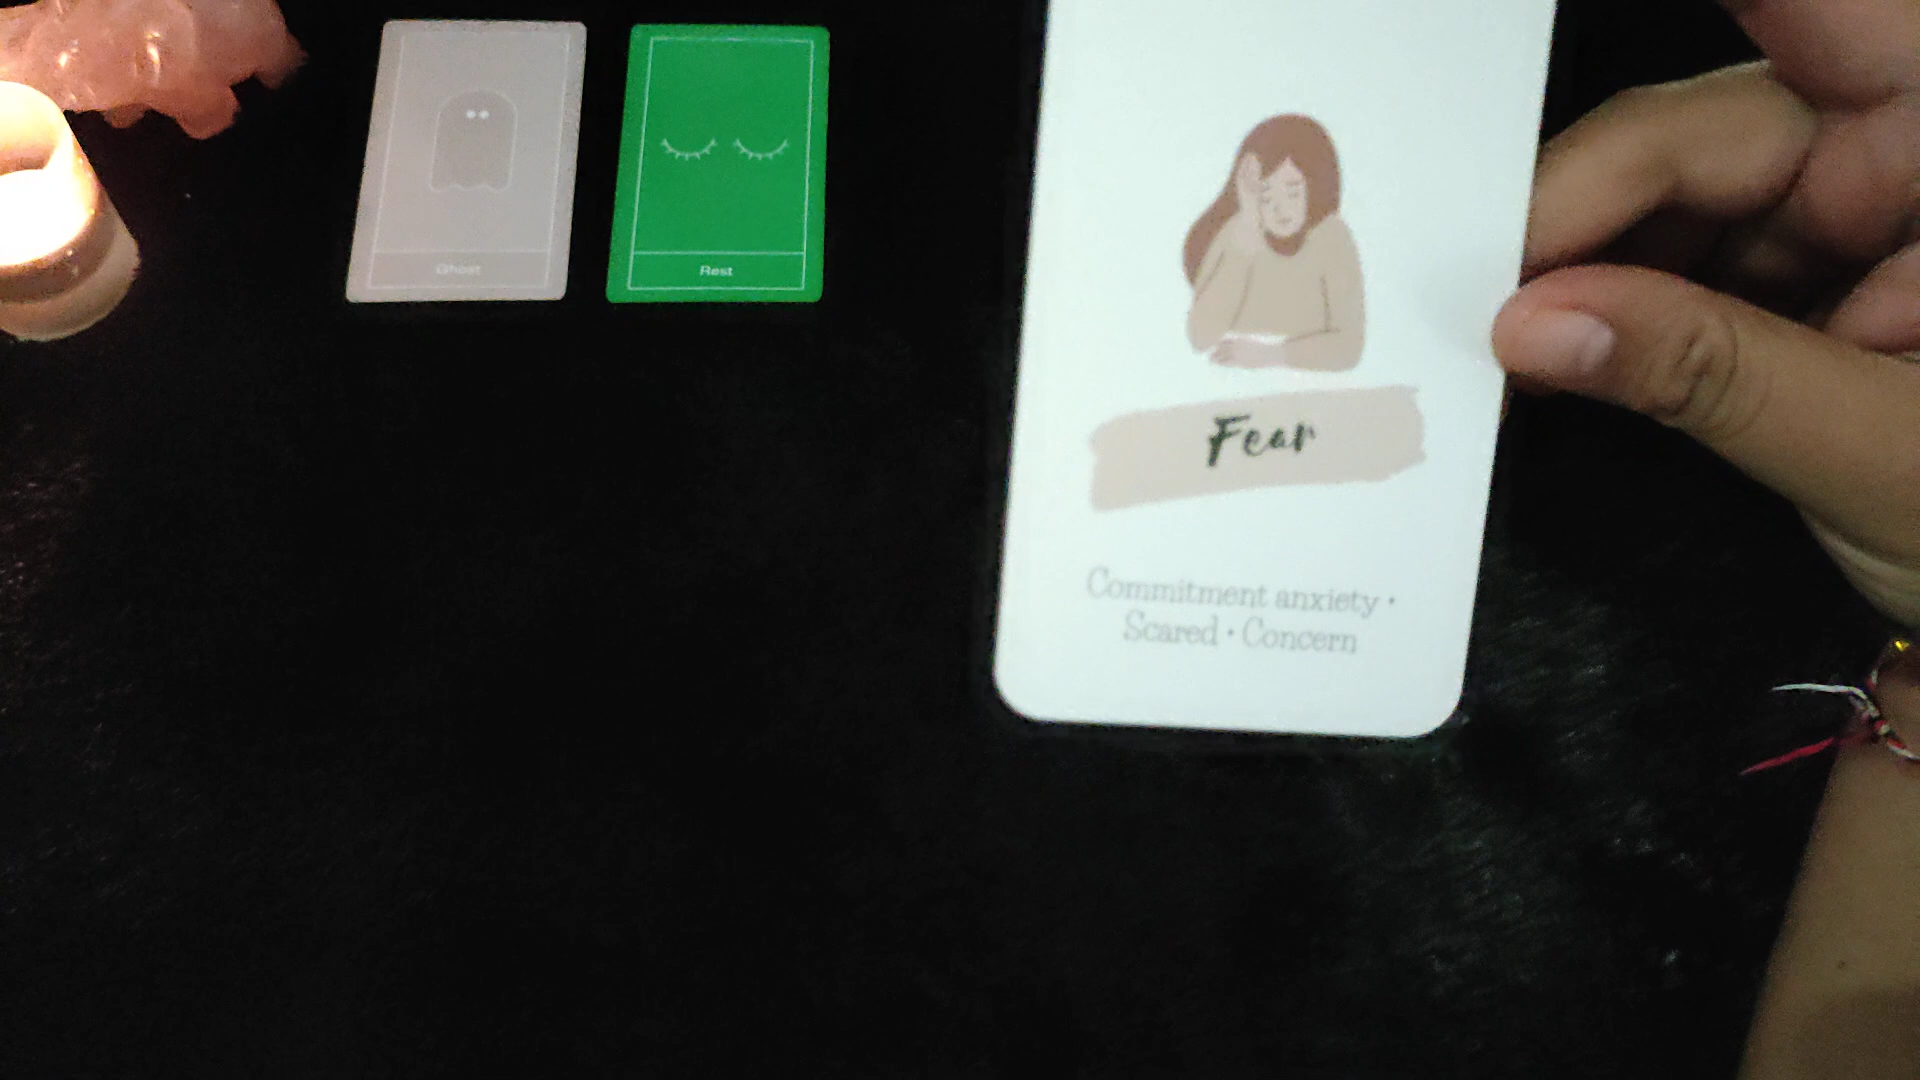 Ghost
Rest
Fear
Commitment anxiety •
Scared • Concern